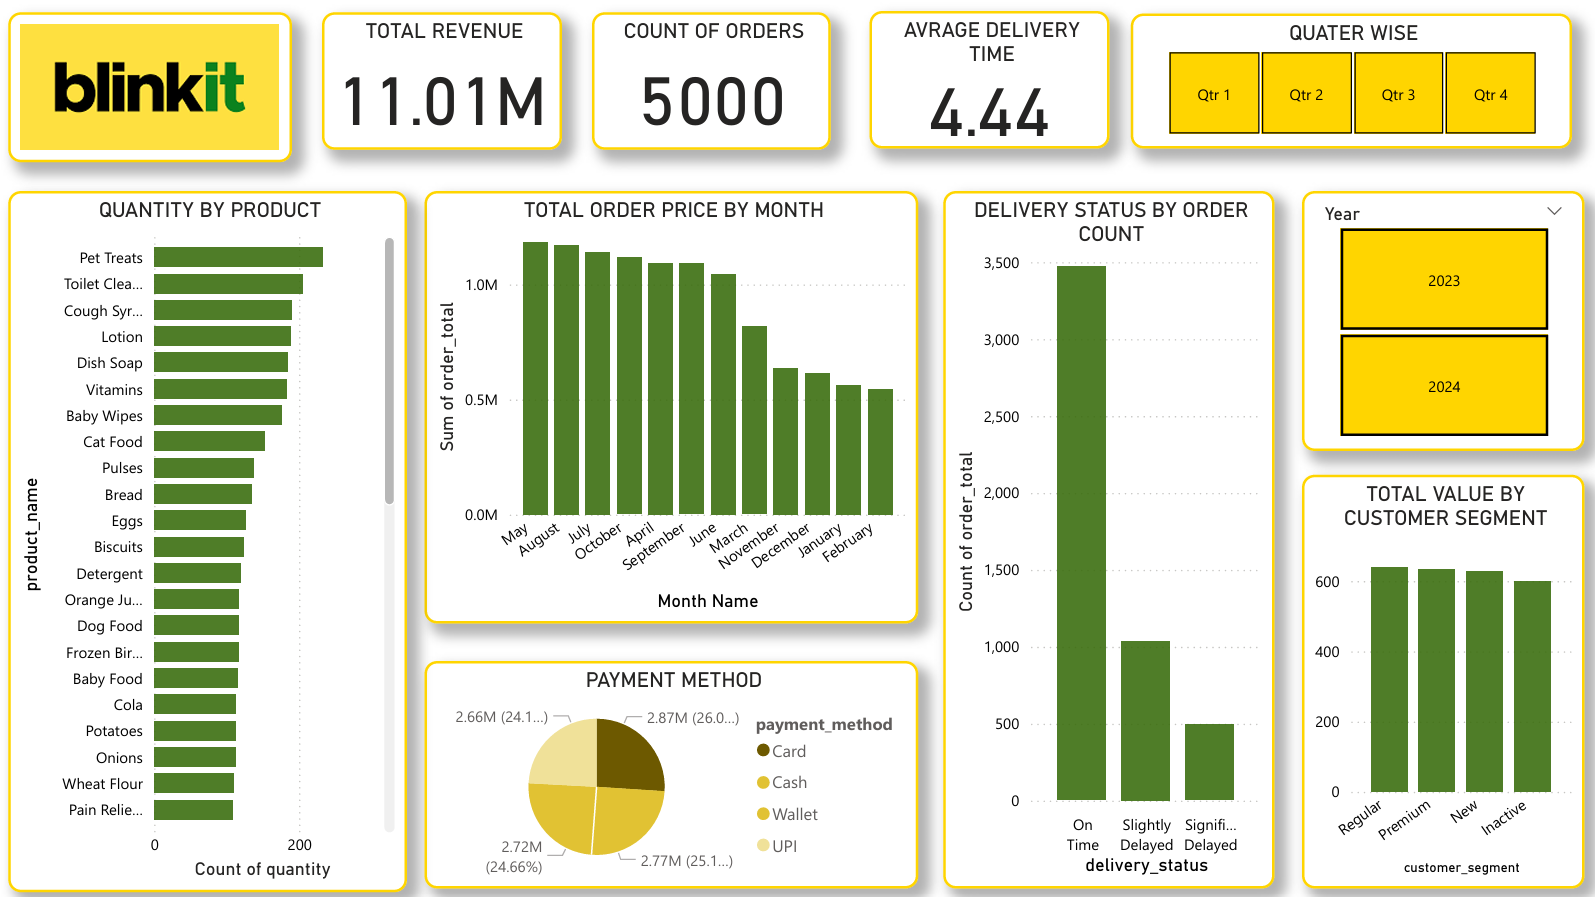 blinkit
TOTAL REVENUE
11.01M
COUNT OF ORDERS
5000
AVRAGE DELIVERY
TIME
4.44
QUATER WISE
Qtr 1
Qtr 2
Qtr 3
Qtr 4
QUANTITY BY PRODUCT
product_name
Pet Treats
Toilet Clea...
Cough Syr...
Lotion
Dish Soap
Vitamins
Baby Wipes
Cat Food
Pulses
Bread
Eggs
Biscuits
Detergent
Orange Ju...
Dog Food
Frozen Bir...
Baby Food
Cola
Potatoes
Onions
Wheat Flour
Pain Relie...
0
200
Count of quantity
TOTAL ORDER PRICE BY MONTH
Sum of order_total
1.0M
0.5M
0.0M
May
August
July
October
April
September
June
March
November
December
January
February
Month Name
PAYMENT METHOD
2.66M (24.1...)
2.87M (26.0...)
2.72M
(24.66%)
2.77M (25.1...)
payment_method
Card
Cash
Wallet
UPI
DELIVERY STATUS BY ORDER
COUNT
Count of order_total
3,500
3,000
2,500
2,000
1,500
1,000
500
0
On
Time
Slightly
Delayed
Signifi...
Delayed
delivery_status
Year
2023
2024
TOTAL VALUE BY
CUSTOMER SEGMENT
600
400
200
0
Regular
Premium
New
Inactive
customer_segment